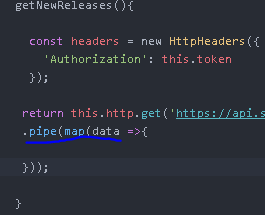 getNewReleases(){
const headers = new HttpHeaders({
'Authorization': this.token
});
return this.http.get('https://api.s
.pipe(map(data =>{
}));
}